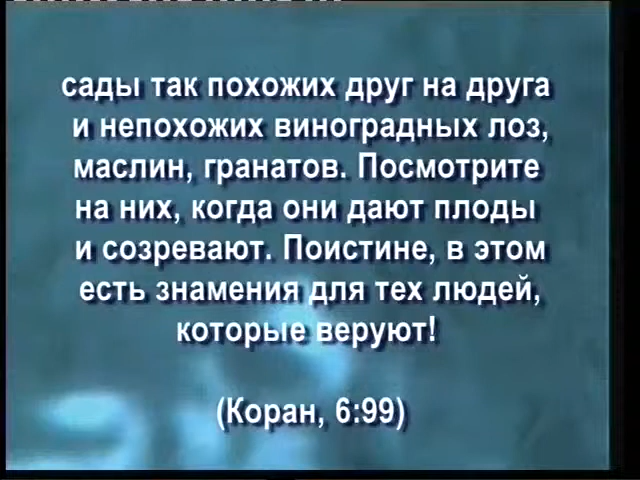 сады так похожих друг на друга
и непохожих виноградных лоз,
маслин, гранатов. Посмотрите
на них, когда они дают плоды
и созревают. Поистине, в этом
есть знамения для тех людей,
которые веруют!
(Коран, 6:99)